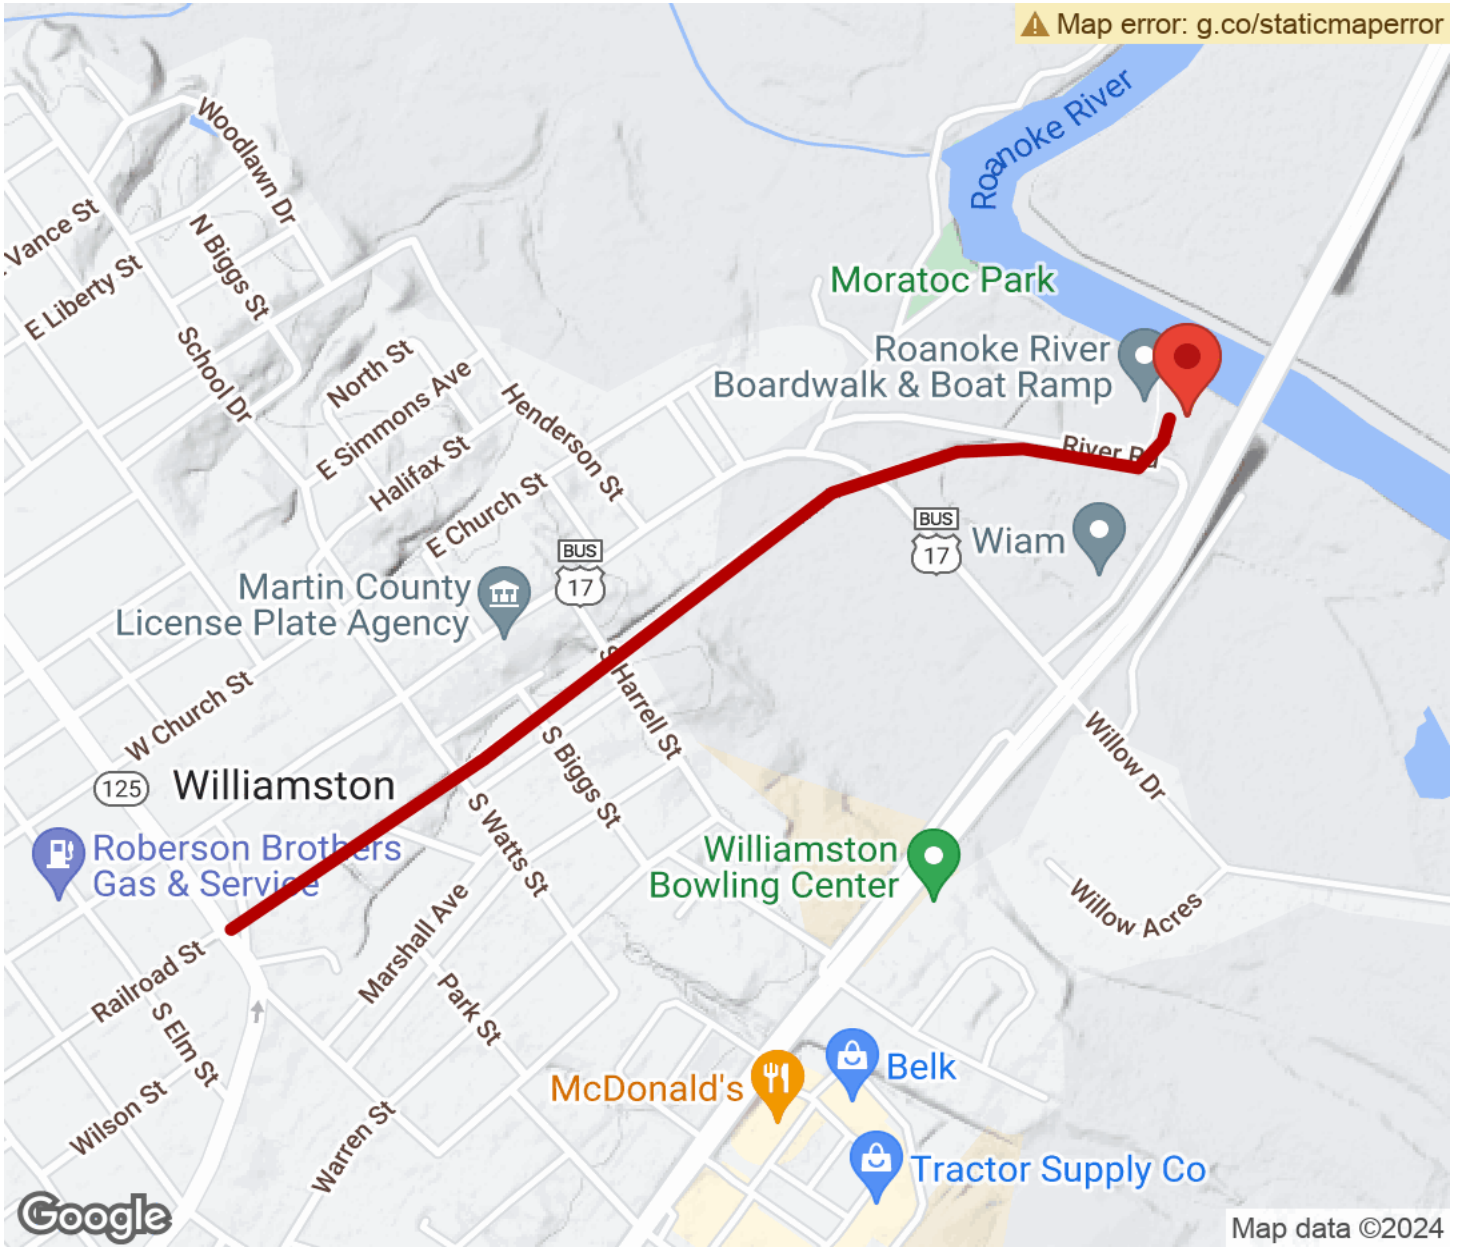 Map error: g.co/staticmaperror
Woodlawn Dr
Roanoke River
Vance St
N Biggs St
E Liberty St
Moratoc Park
School Dr
North St
Roanoke River
Boardwalk & Boat Ramp
E Simmons Ave
Henderson St
Halifax St
River Rd
E Church St
BUS
17
BUS
17
Wiam
Martin County
License Plate Agency
S Harrell St
W Church St
S Biggs St
Willow Dr
125
Williamston
S Watts St
Roberson Brothers
Gas & Service
Williamston
Bowling Center
Marshall Ave
Willow Acres
Railroad St
Park St
S Elm St
Belk
McDonald's
Wilson St
Warren St
Tractor Supply Co
Google
Map data ©2024